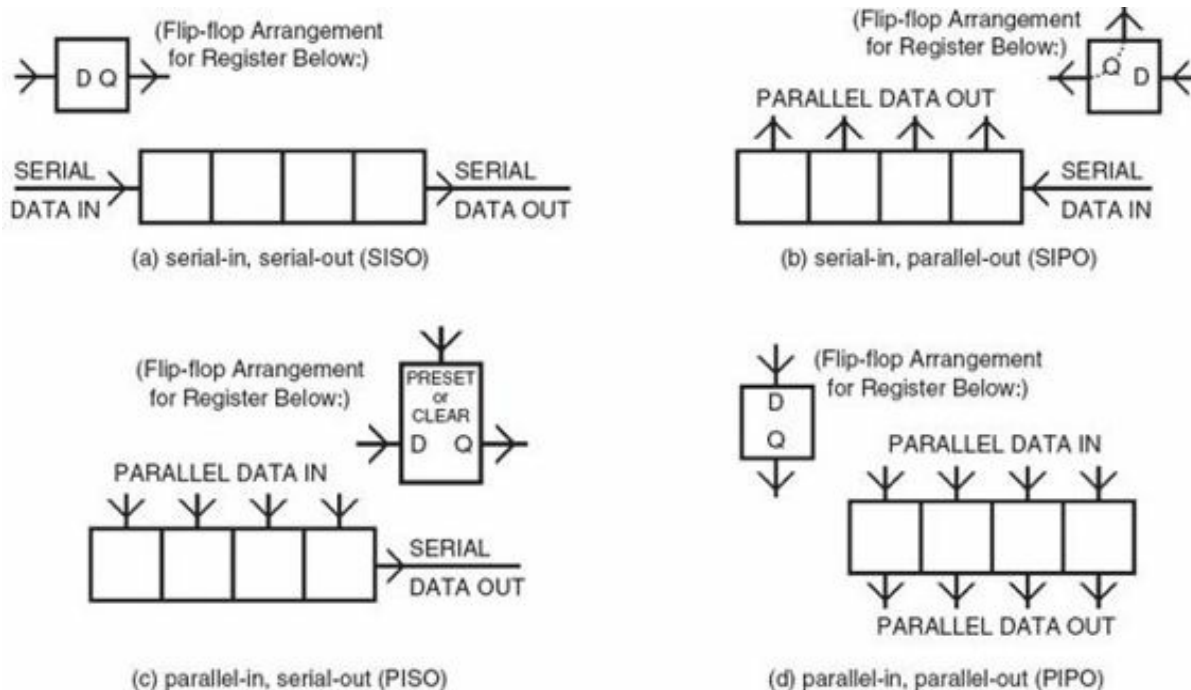 (Flip-flop Arrangement
for Register Below:)
D Q
SERIAL
DATA IN
SERIAL
DATA OUT
(a) serial-in, serial-out (SISO)
(Flip-flop Arrangement
for Register Below:)
Q D
PARALLEL DATA OUT
SERIAL
DATA IN
(b) serial-in, parallel-out (SIPO)
(Flip-flop Arrangement
for Register Below:)
PRESET
or
CLEAR
D Q
PARALLEL DATA IN
SERIAL
DATA OUT
(c) parallel-in, serial-out (PISO)
D
Q
(Flip-flop Arrangement
for Register Below:)
PARALLEL DATA IN
PARALLEL DATA OUT
(d) parallel-in, parallel-out (PIPO)